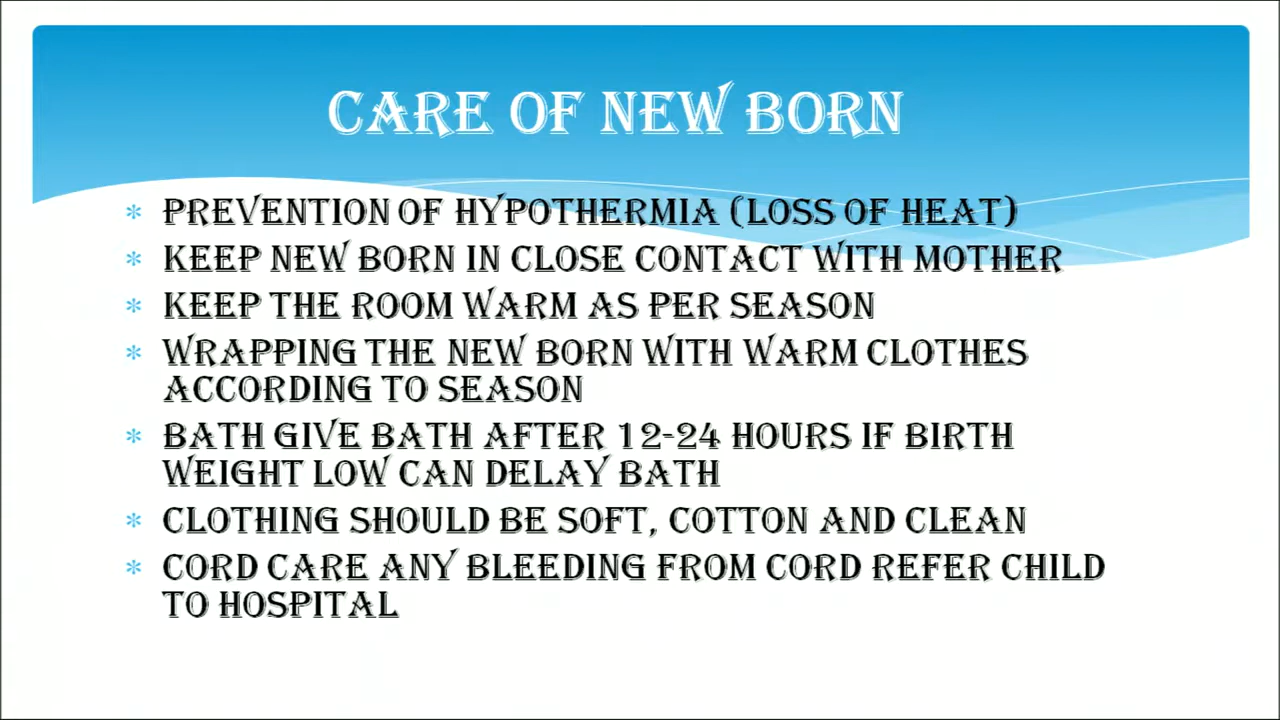 CARE OF NEW BORN
* PREVENTION OF HYPOTHERMIA (LOSS OF HEAT)
* KEEP NEW BORN IN CLOSE CONTACT WITH MOTHER
* KEEP THE ROOM WARM AS PER SEASON
* WRAPPING THE NEW BORN WITH WARM CLOTHES
ACCORDING TO SEASON
* BATH GIVE BATH AFTER 12-24 HOURS IF BIRTH
WEIGHT LOW CAN DELAY BATH
* CLOTHING SHOULD BE SOFT, COTTON AND CLEAN
* CORD CARE ANY BLEEDING FROM CORD REFER CHILD
TO HOSPITAL